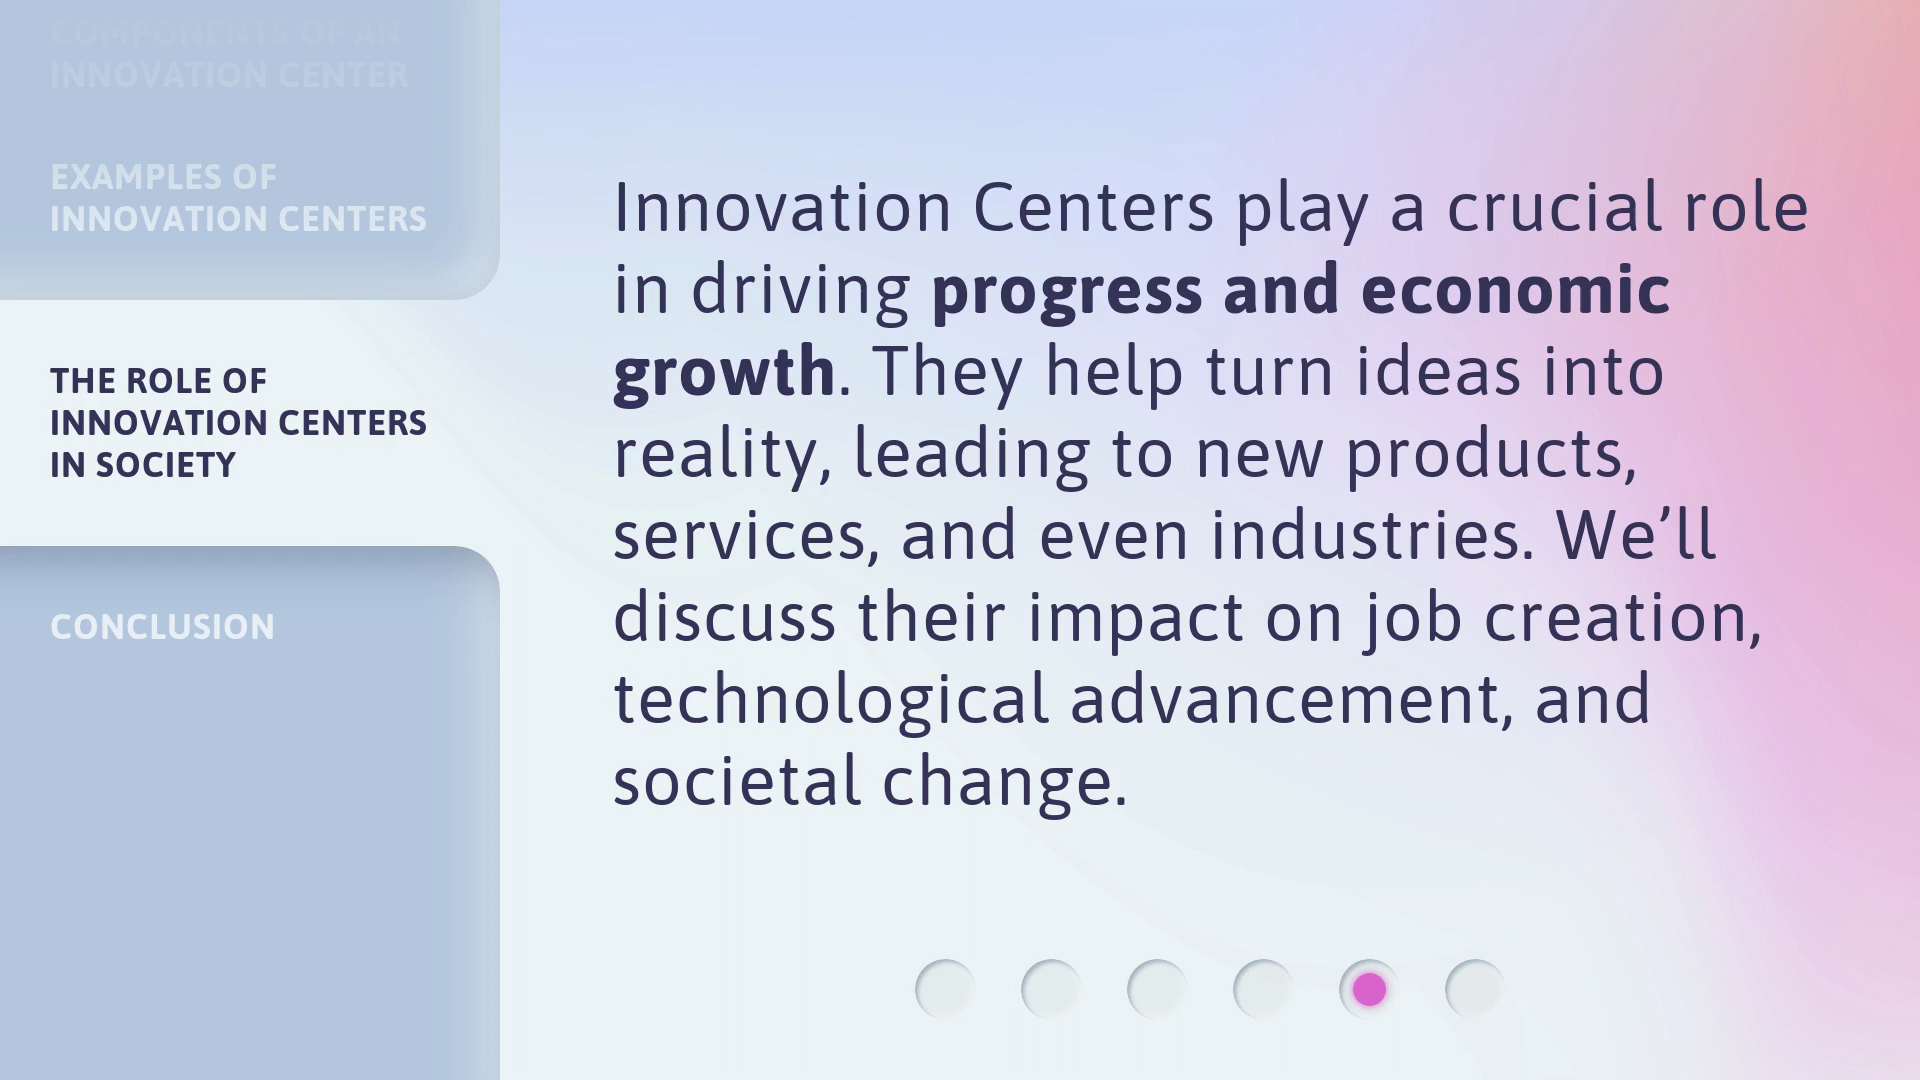 COMPONENTS OF AN
INNOVATION CENTER
EXAMPLES OF
INNOVATION CENTERS
THE ROLE OF
INNOVATION CENTERS
IN SOCIETY
CONCLUSION
Innovation Centers play a crucial role
in driving progress and economic
growth. They help turn ideas into
reality, leading to new products,
services, and even industries. We’ll
discuss their impact on job creation,
technological advancement, and
societal change.